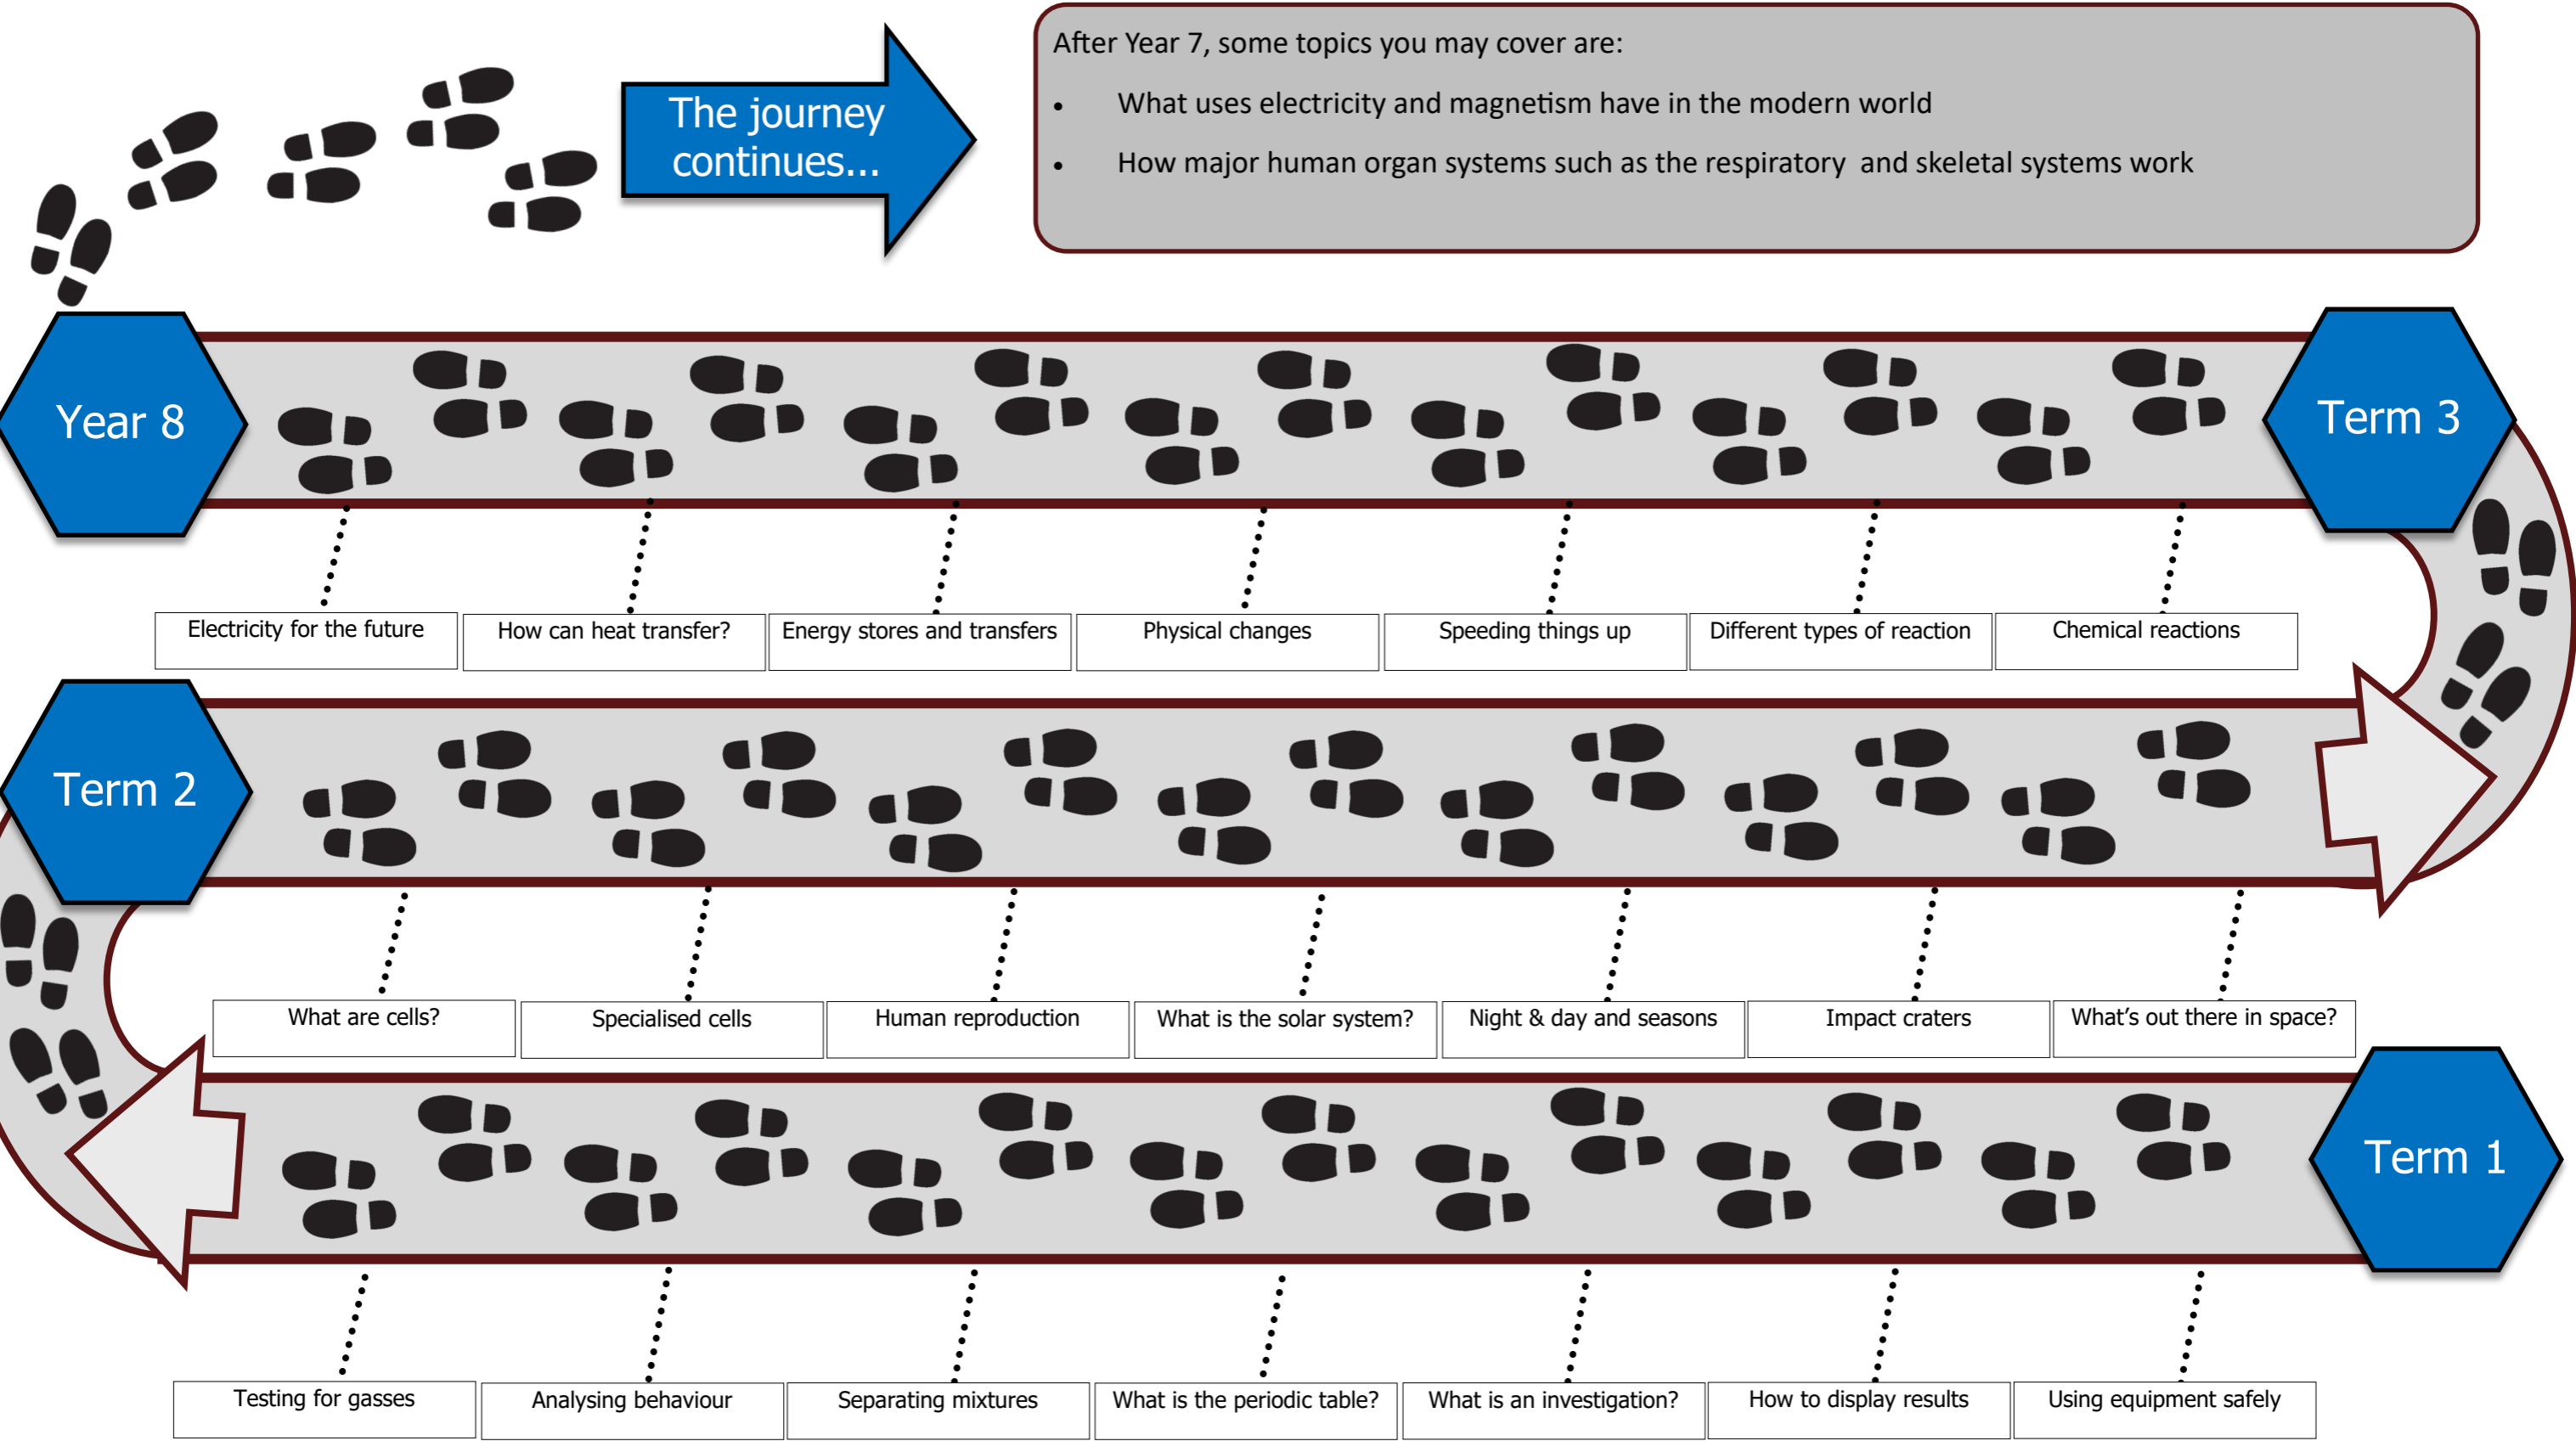 The journey
continues...
After Year 7, some topics you may cover are:
• What uses electricity and magnetism have in the modern world
• How major human organ systems such as the respiratory and skeletal systems work
Year 8
Term 3
Electricity for the future
How can heat transfer?
Energy stores and transfers
Physical changes
Speeding things up
Different types of reaction
Chemical reactions
Term 2
What are cells?
Specialised cells
Human reproduction
What is the solar system?
Night & day and seasons
Impact craters
What’s out there in space?
Term 1
Testing for gasses
Analysing behaviour
Separating mixtures
What is the periodic table?
What is an investigation?
How to display results
Using equipment safely